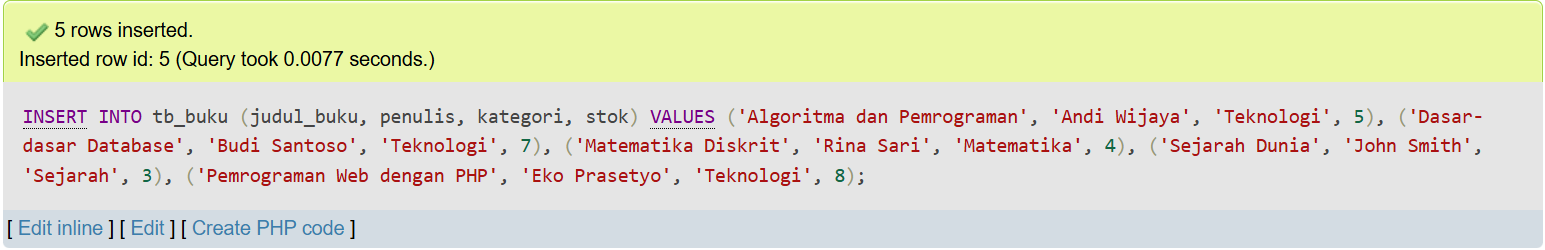 5 rows inserted.
Inserted row id: 5 (Query took 0.0077 seconds.)
INSERT INTO tb_buku (judul_buku, penulis, kategori, stok) VALUES ('Algoritma dan Pemrograman', 'Andi Wijaya', 'Teknologi', 5), ('Dasar-
dasar Database', 'Budi Santoso', 'Teknologi', 7), ('Matematika Diskrit', 'Rina Sari', 'Matematika', 4), ('Sejarah Dunia', 'John Smith',
'Sejarah', 3), ('Pemrograman Web dengan PHP', 'Eko Prasetyo', 'Teknologi', 8);
[ Edit inline ] [ Edit ] [ Create PHP code ]